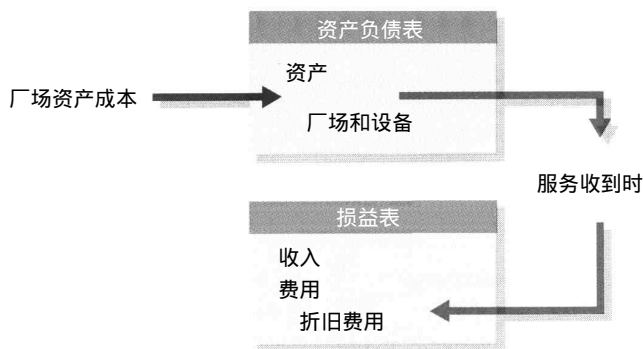 资产负债表
资产
厂场资产成本
厂场和设备
服务收到时
损益表
收入
费用
折旧费用